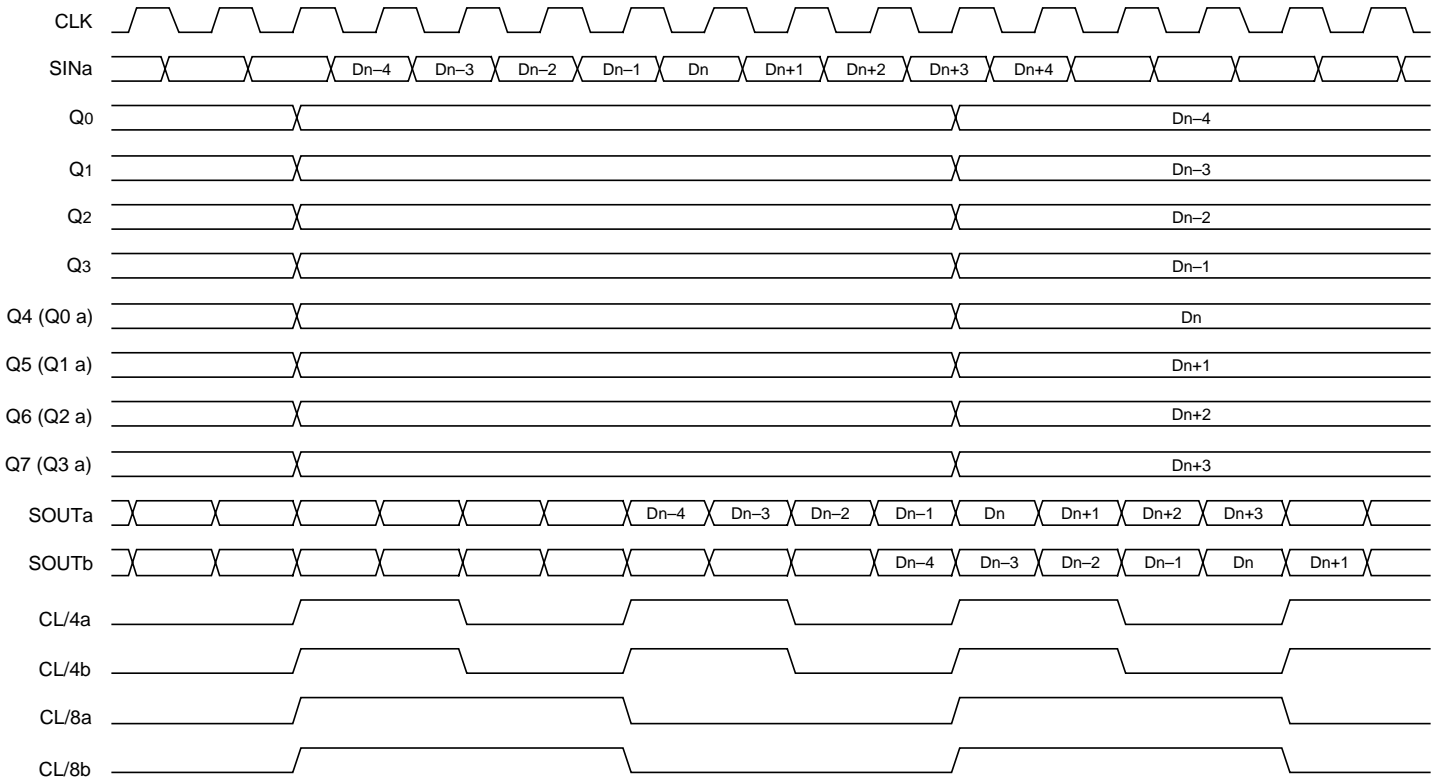 CLK
SINa Dn–4 Dn–3 Dn–2 Dn–1 Dn Dn+1 Dn+2 Dn+3 Dn+4
Q0 Dn–4
Q1 Dn–3
Q2 Dn–2
Q3 Dn–1
Q4 (Q0 a) Dn
Q5 (Q1 a) Dn+1
Q6 (Q2 a) Dn+2
Q7 (Q3 a) Dn+3
SOUTa Dn–4 Dn–3 Dn–2 Dn–1 Dn Dn+1 Dn+2 Dn+3
SOUTb Dn–4 Dn–3 Dn–2 Dn–1 Dn Dn+1
CL/4a
CL/4b
CL/8a
CL/8b